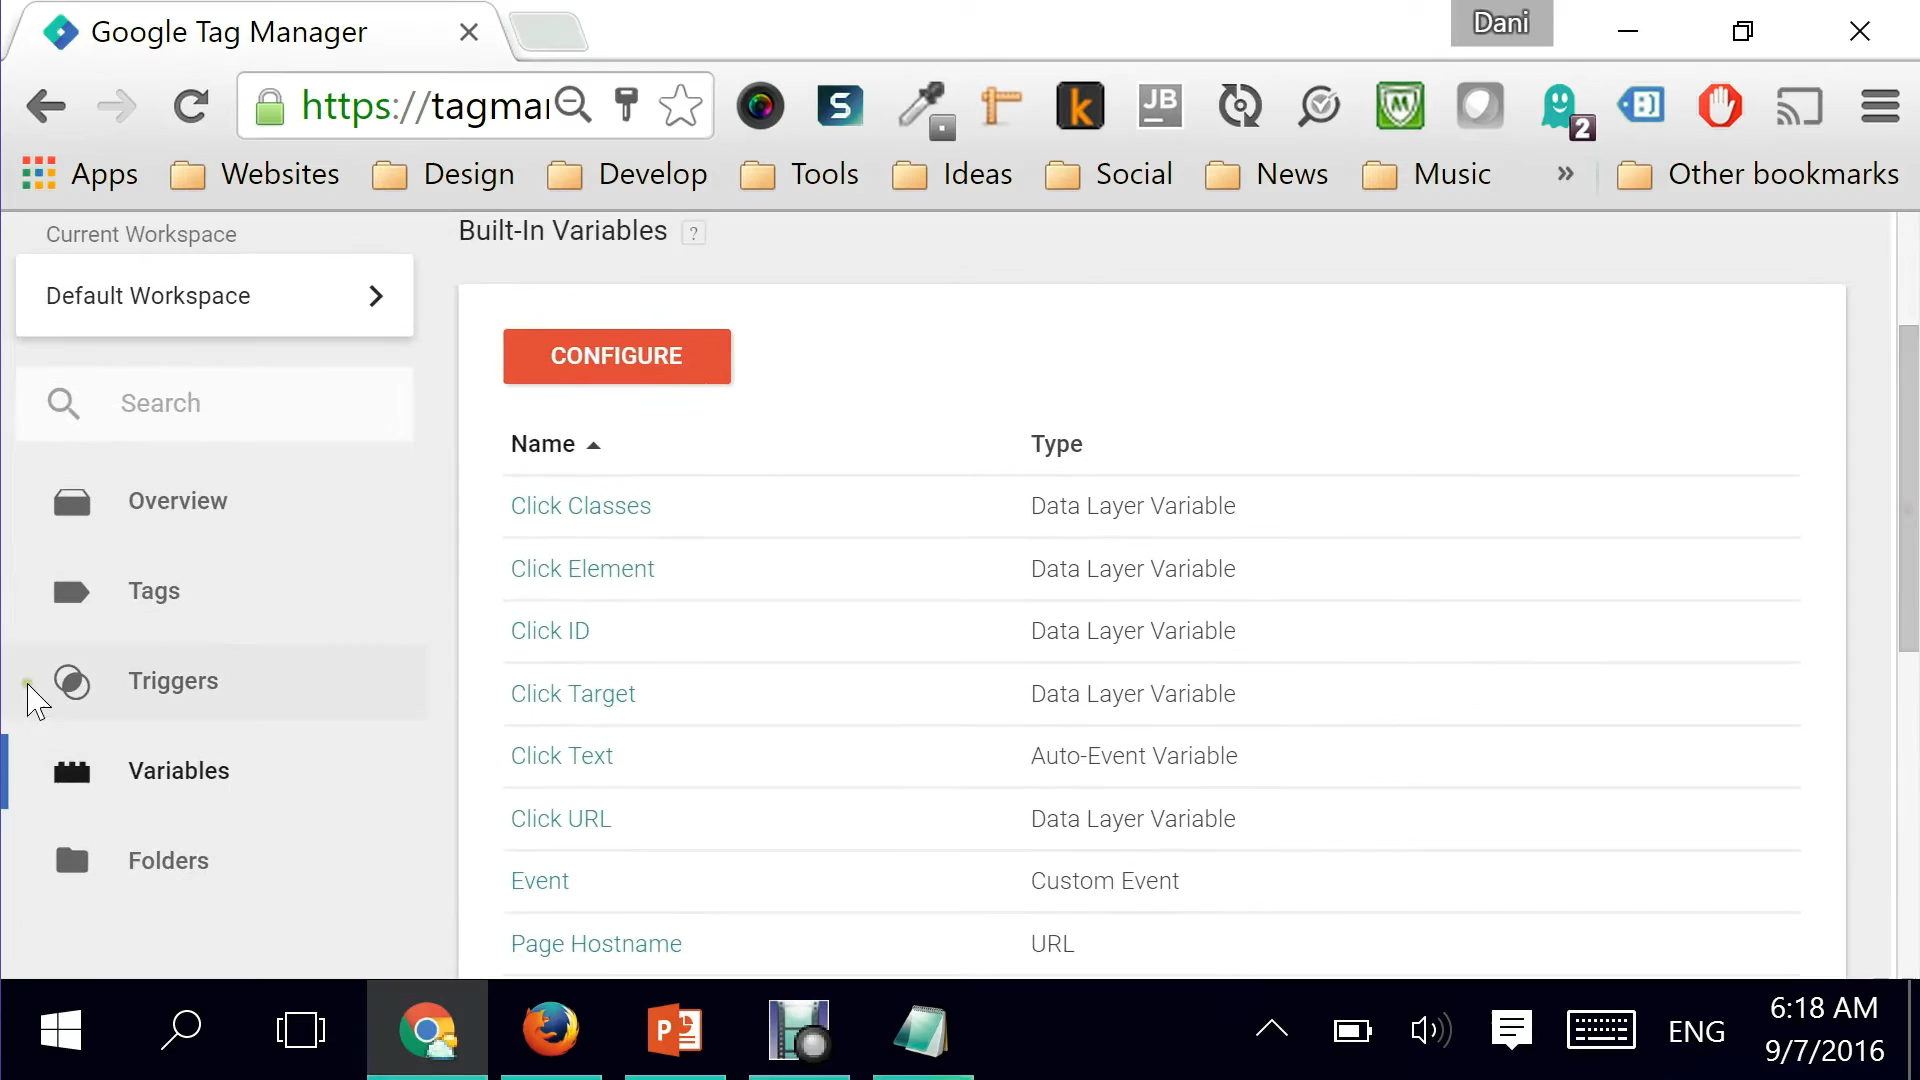 Google Tag Manager
Dani
https://tagmar
S
k
JB
M
2
B)
Apps
Websites
Design
Develop
Tools
Ideas
Social
News
Music
»
Other bookmarks
Current Workspace
Default Workspace
Search
Overview
Tags
Triggers
Variables
Folders
Built-In Variables ?
CONFIGURE
Name Type
Click Classes Data Layer Variable
Click Element Data Layer Variable
Click ID Data Layer Variable
Click Target Data Layer Variable
Click Text Auto-Event Variable
Click URL Data Layer Variable
Event Custom Event
Page Hostname URL
P
ENG
6:18 AM
9/7/2016